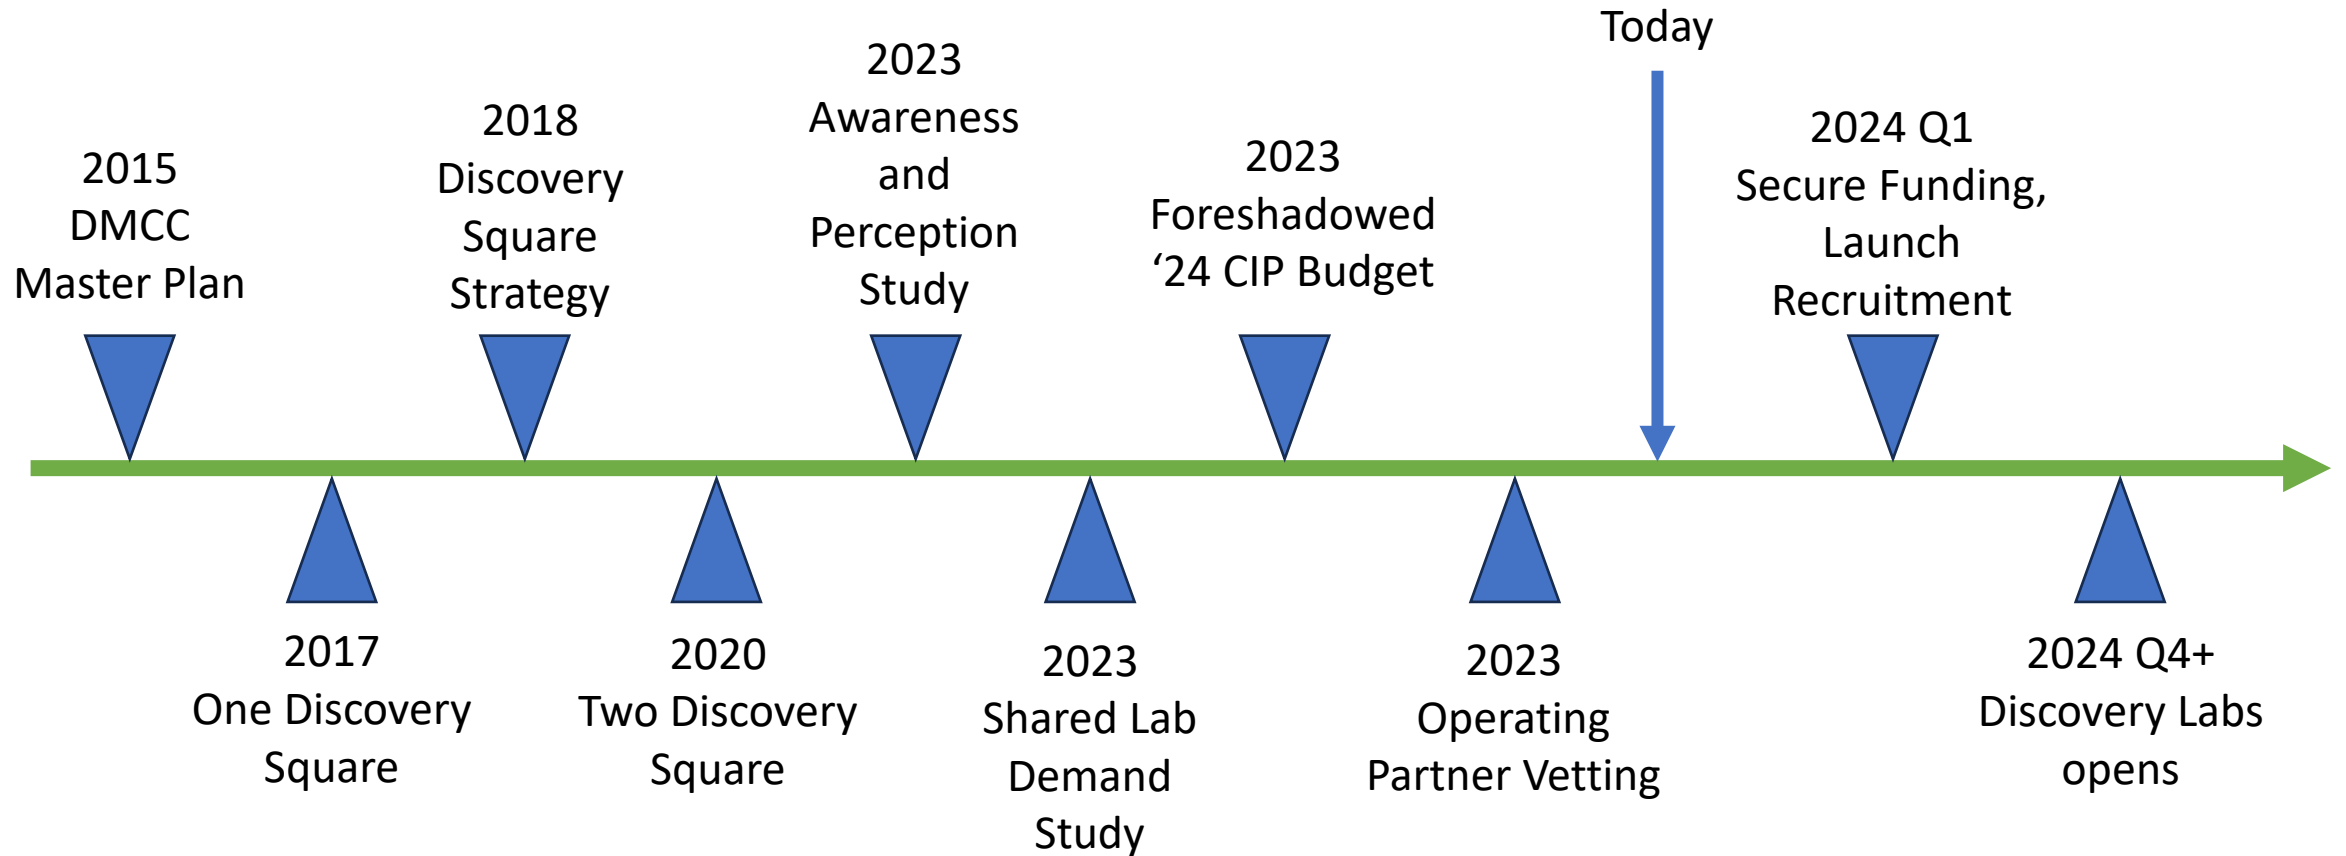 2015
DMCC
Master Plan
2017
One Discovery
Square
2018
Discovery
Square
Strategy
2020
Two Discovery
Square
2023
Awareness
and
Perception
Study
2023
Shared Lab
Demand
Study
2023
Foreshadowed
‘24 CIP Budget
2023
Operating
Partner Vetting
Today
2024 Q1
Secure Funding,
Launch
Recruitment
2024 Q4+
Discovery Labs
opens